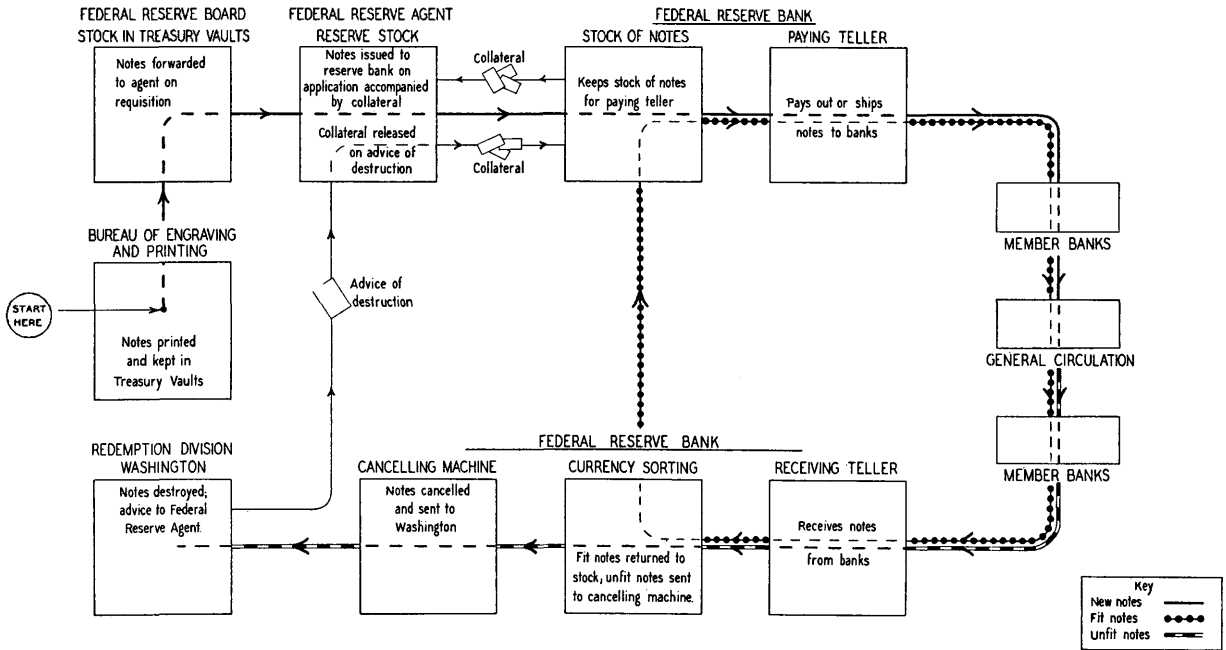 FEDERAL RESERVE BOARD
STOCK IN TREASURY VAULTS
Notes forwarded
to agent on
requisition
FEDERAL RESERVE AGENT
RESERVE STOCK
Notes issued to
reserve bank on
application accompanied
by collateral
Collateral released
on advice of
destruction
Collateral
Collateral
FEDERAL RESERVE BANK
STOCK OF NOTES
Keeps stock of notes
for paying teller
PAYING TELLER
Pays out or ships
notes to banks
MEMBER BANKS
GENERAL CIRCULATION
MEMBER BANKS
BUREAU OF ENGRAVING
AND PRINTING
START
HERE
Notes printed
and kept in
Treasury Vaults
Advice of
destruction
REDEMPTION DIVISION
WASHINGTON
Notes destroyed;
advice to Federal
Reserve Agent.
FEDERAL RESERVE BANK
CANCELLING MACHINE
Notes cancelled
and sent to
Washington
CURRENCY SORTING
Fit notes returned to
stock; unfit notes sent
to cancelling machine.
RECEIVING TELLER
Receives notes
from banks
Key
New notes
Fit notes
Unfit notes